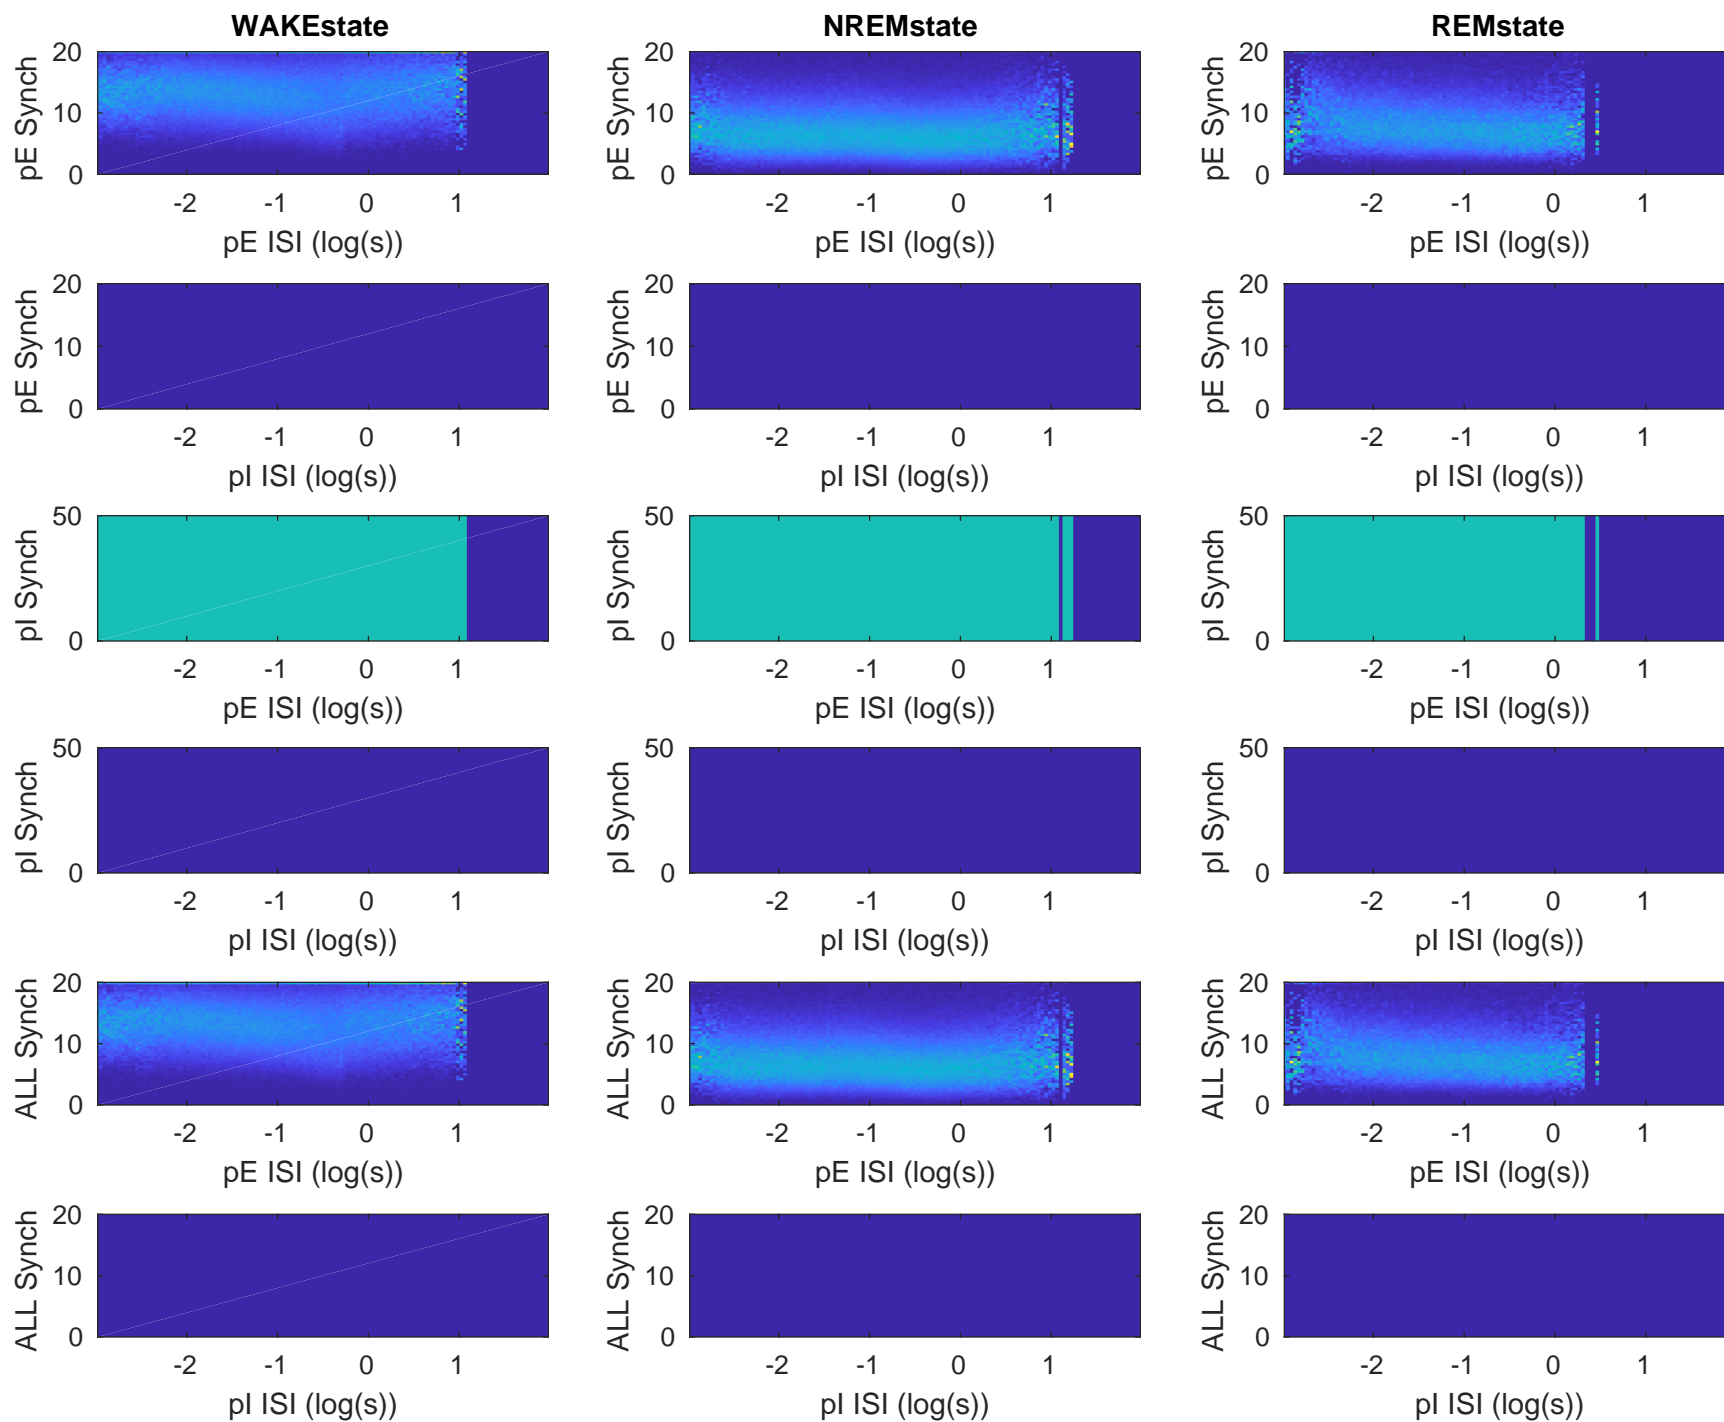 WAKEstate NREMstate REMstate
20 20 20
pE Synch pE Synch pE Synch
10 10 10
0 0 0
-2 -1 0 1 -2 -1 0 1 -2 -1 0 1
pE ISI (log(s)) pE ISI (log(s)) pE ISI (log(s))
20 20 20
pE Synch pE Synch pE Synch
10 10 10
0 0 0
-2 -1 0 1 -2 -1 0 1 -2 -1 0 1
pI ISI (log(s)) pI ISI (log(s)) pI ISI (log(s))
50 50 50
pI Synch pI Synch pI Synch
0 0 0
-2 -1 0 1 -2 -1 0 1 -2 -1 0 1
pE ISI (log(s)) pE ISI (log(s)) pE ISI (log(s))
50 50 50
pI Synch pI Synch pI Synch
0 0 0
-2 -1 0 1 -2 -1 0 1 -2 -1 0 1
pI ISI (log(s)) pI ISI (log(s)) pI ISI (log(s))
20 20 20
ALL Synch ALL Synch ALL Synch
10 10 10
0 0 0
-2 -1 0 1 -2 -1 0 1 -2 -1 0 1
pE ISI (log(s)) pE ISI (log(s)) pE ISI (log(s))
20 20 20
ALL Synch ALL Synch ALL Synch
10 10 10
0 0 0
-2 -1 0 1 -2 -1 0 1 -2 -1 0 1
pI ISI (log(s)) pI ISI (log(s)) pI ISI (log(s))